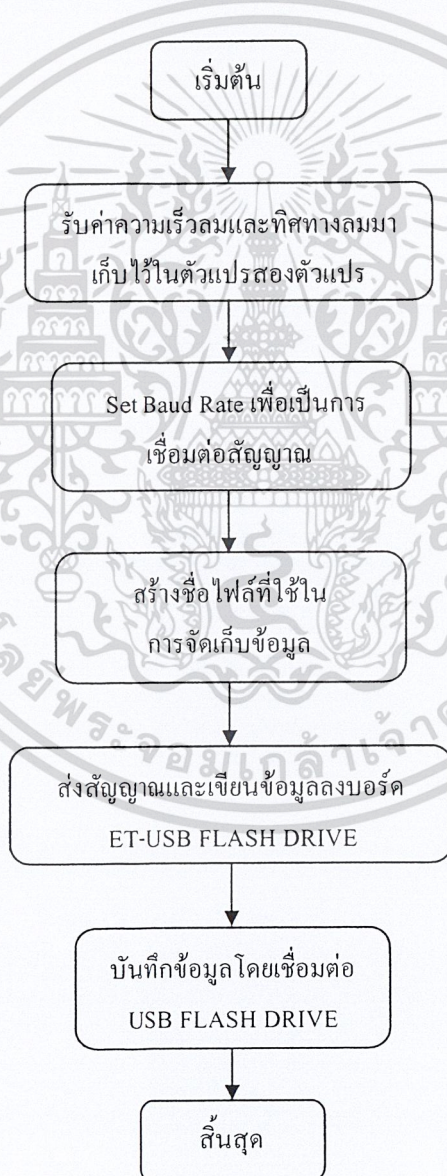 เริ่มต้น
รับค่าความเร็วลมและทิศทางลมมา
เก็บไว้ในตัวแปรสองตัวแปร
Set Baud Rate เพื่อเป็นการ
เชื่อมต่อสัญญาณ
สร้างชื่อไฟล์ที่ใช้ใน
การจัดเก็บข้อมูล
ส่งสัญญาณและเขียนข้อมูลลงบอร์ด
ET-USB FLASH DRIVE
บันทึกข้อมูลโดยเชื่อมต่อ
USB FLASH DRIVE
สิ้นสุด